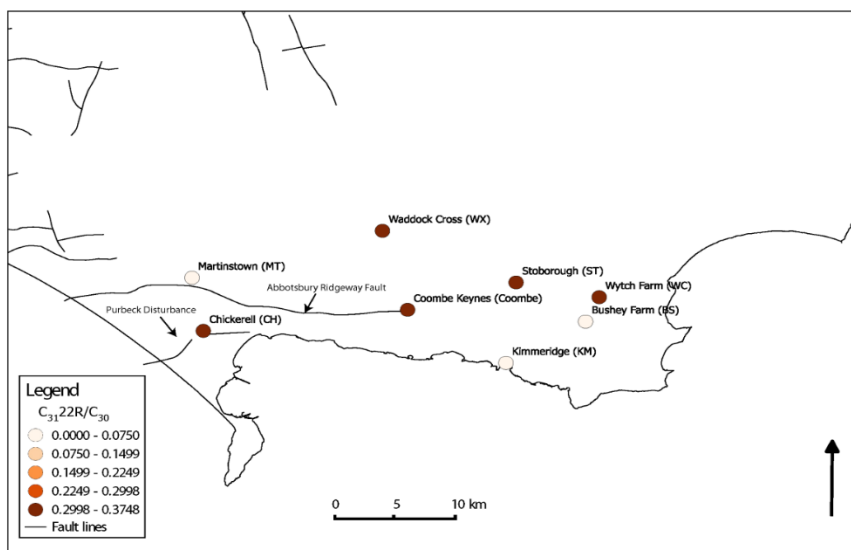 Waddock Cross (WX)
Martinstown (MT)
Stoborough (ST)
Abbotsbury Ridgeway Fault
Wytch Farm (WC)
Purbeck Disturbance
Coombe Keynes (Coombe)
Bushey Farm (BS)
Chickerell (CH)
Kimmeridge (KM)
Legend
C₃₁22R/C₃₀
0.0000 - 0.0750
0.0750 - 0.1499
0.1499 - 0.2249
0.2249 - 0.2998
0.2998 - 0.3748
Fault lines
0 5 10 km